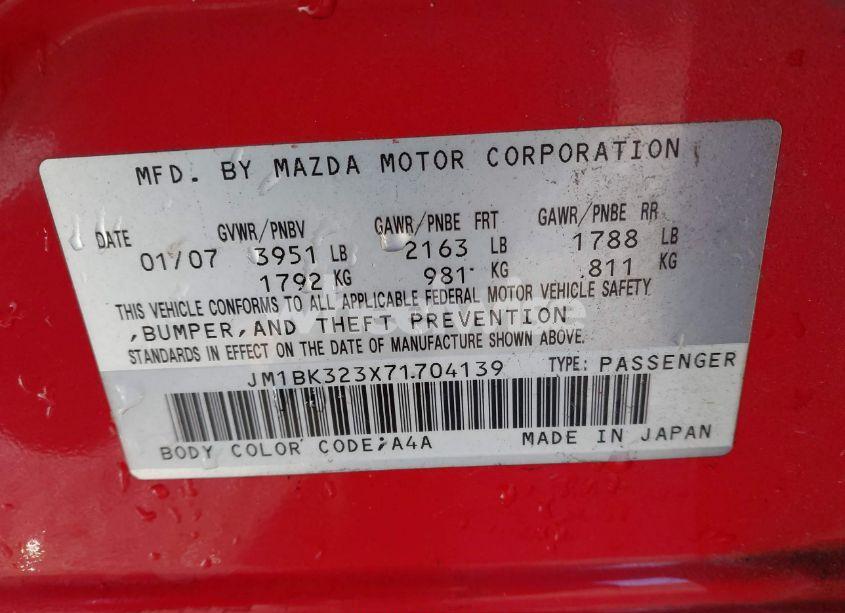 MFD. BY MAZDA MOTOR CORPORATION
DATE GVWR/PNBV GAWR/PNBE FRT GAWR/PNBE RR
01/07 3951 LB 2163 LB 1788 LB
1792 KG 981 KG 811 KG
THIS VEHICLE CONFORMS TO ALL APPLICABLE FEDERAL MOTOR VEHICLE SAFETY
,BUMPER,AND THEFT PREVENTION
STANDARDS IN EFFECT ON THE DATE OF MANUFACTURE SHOWN ABOVE.
JM1BK323X71704139 TYPE: PASSENGER
BODY COLOR CODE:A4A MADE IN JAPAN